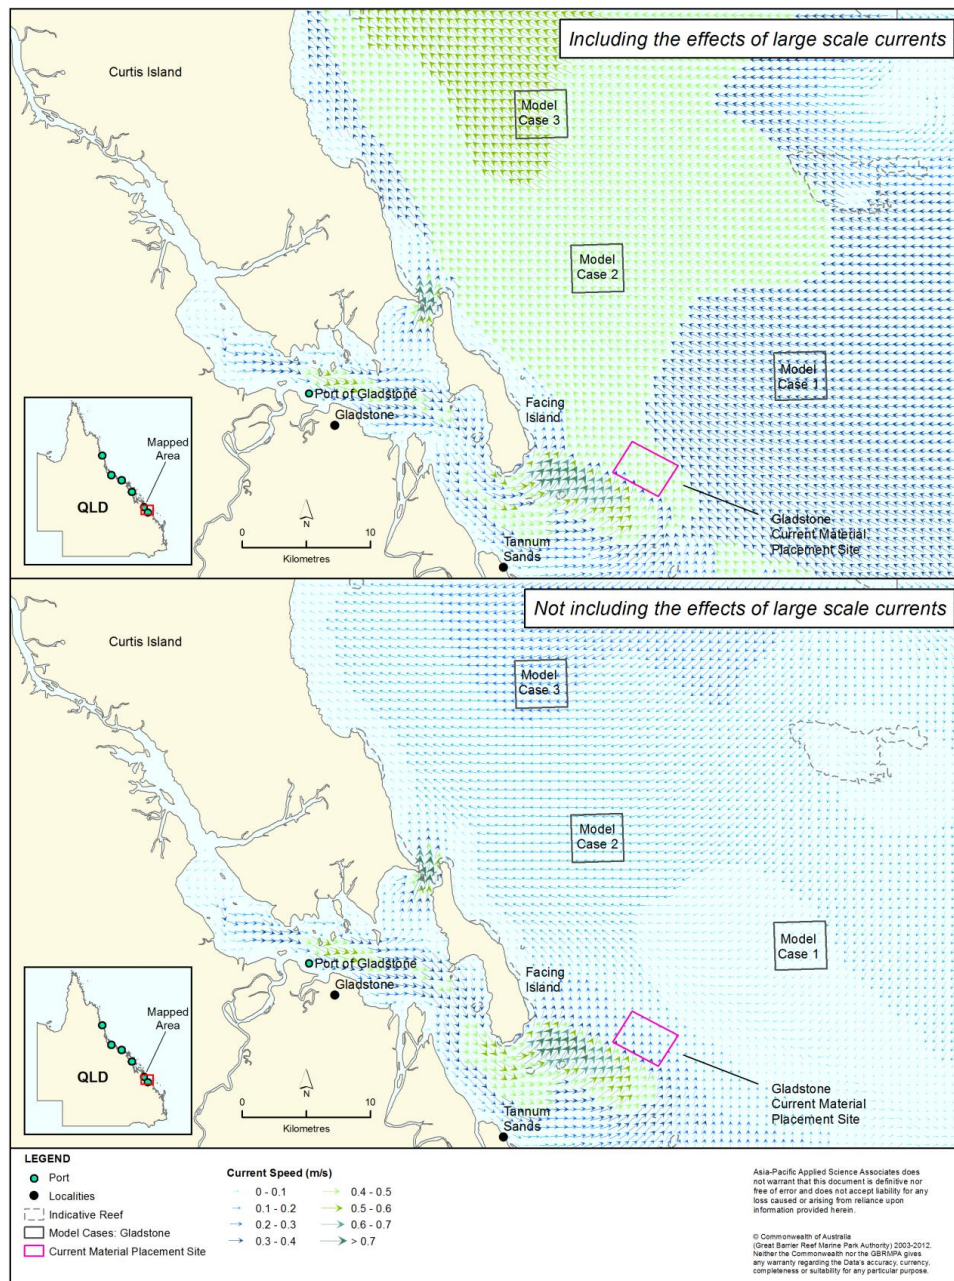 Including the effects of large scale currents
Curtis Island
Model
Case 3
Model
Case 2
Model
Case 1
Port of Gladstone
Gladstone
Facing
Island
Mapped
Area
QLD
N
0
10
Kilometres
Tannum
Sands
Gladstone
Current Material
Placement Site
Not including the effects of large scale currents
Curtis Island
Model
Case 3
Model
Case 2
Model
Case 1
Port of Gladstone
Gladstone
Facing
Island
Mapped
Area
QLD
N
0
10
Kilometres
Tannum
Sands
Gladstone
Current Material
Placement Site
LEGEND
Port
Localities
Indicative Reef
Model Cases: Gladstone
Current Material Placement Site
Current Speed (m/s)
0 - 0.1
0.1 - 0.2
0.2 - 0.3
0.3 - 0.4
0.4 - 0.5
0.5 - 0.6
0.6 - 0.7
> 0.7
Asia-Pacific Applied Science Associates does
not warrant that this document is definitive nor
free of error and does not accept liability for any
loss caused or arising from reliance upon
information provided herein.
© Commonwealth of Australia
(Great Barrier Reef Marine Park Authority) 2003-2012.
Neither the Commonwealth nor the GBRMPA gives
any warranty regarding the Data's accuracy, currency,
completeness or suitability for any particular purpose.